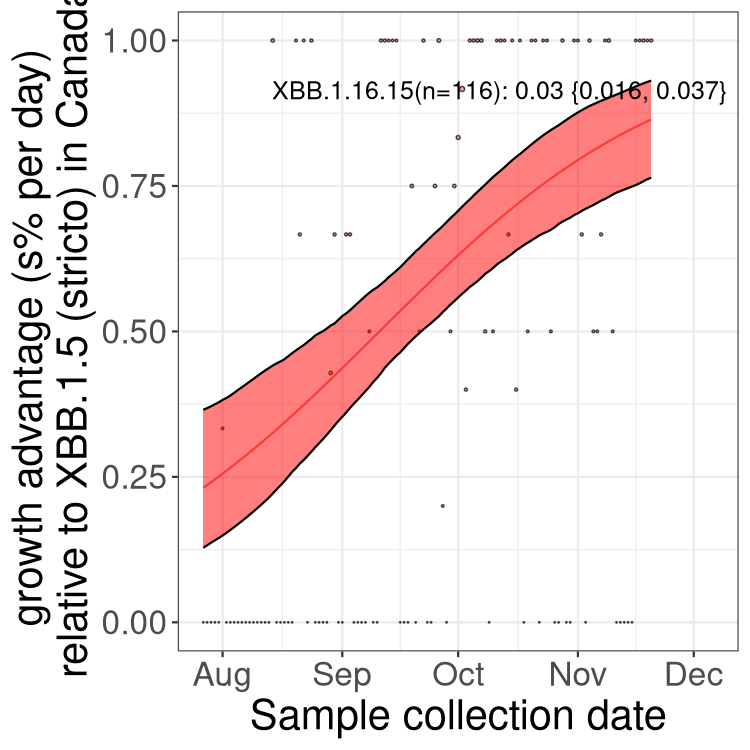 growth advantage (s% per day)
relative to XBB.1.5 (stricto) in Canada
1.00
0.75
0.50
0.25
0.00
XBB.1.16.15(n=116): 0.03 {0.016, 0.037}
Aug Sep Oct Nov Dec
Sample collection date